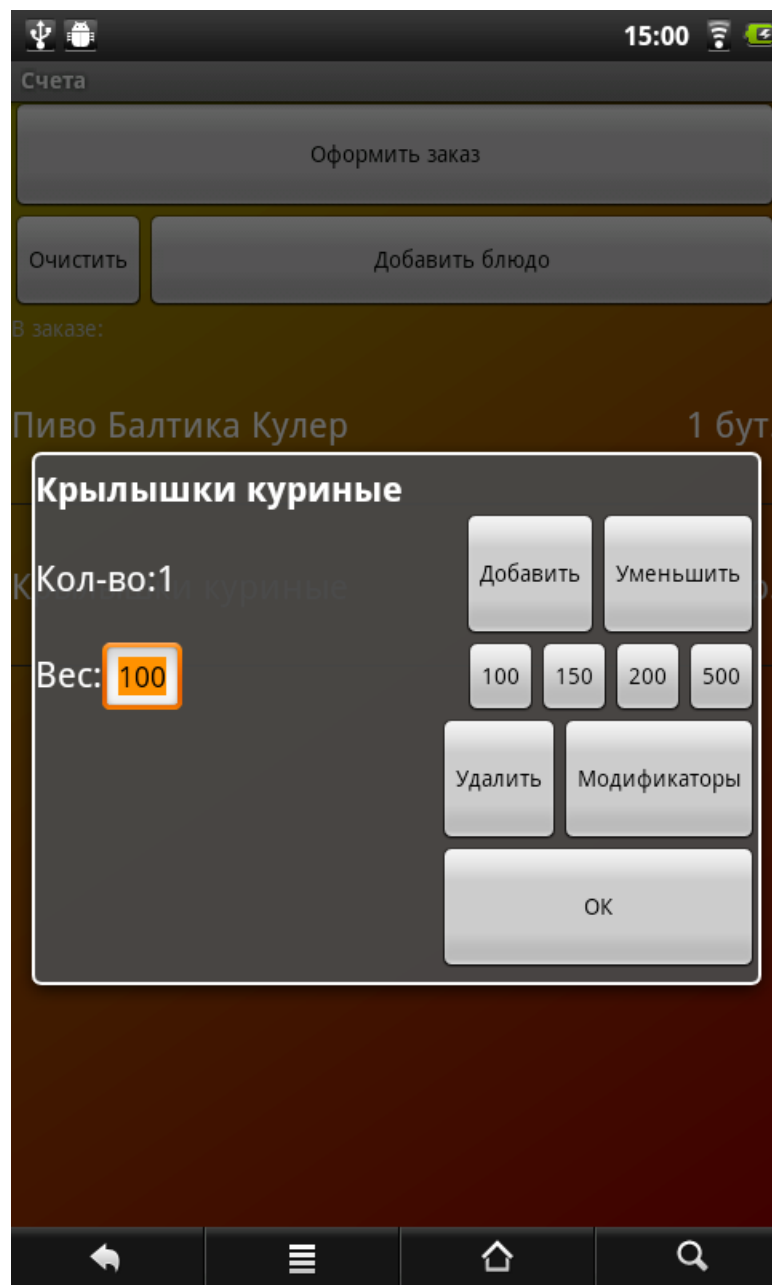 15:00
Счета
Оформить заказ
Очистить
Добавить блюдо
В заказе:
Пиво Балтика Кулер 1 бут
Крылышки куриные
Кол-во:1
Добавить
Уменьшить
куриные
Вес: 100
100 150 200 500
Удалить
Модификаторы
ОК